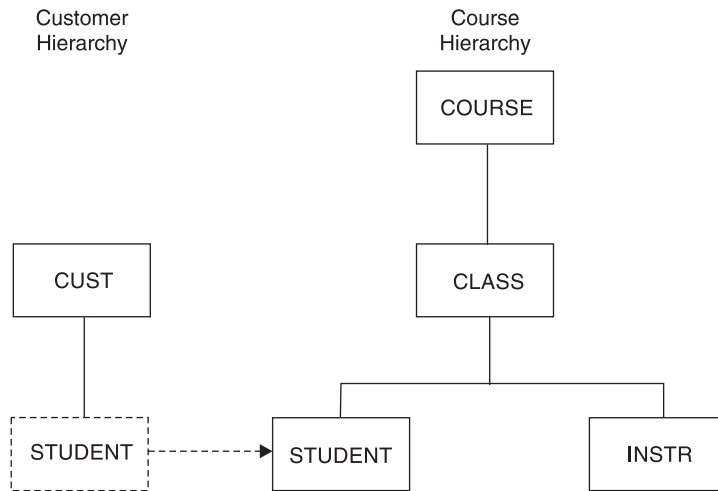 Customer
Hierarchy
Course
Hierarchy
COURSE
CUST
CLASS
STUDENT
STUDENT
INSTR